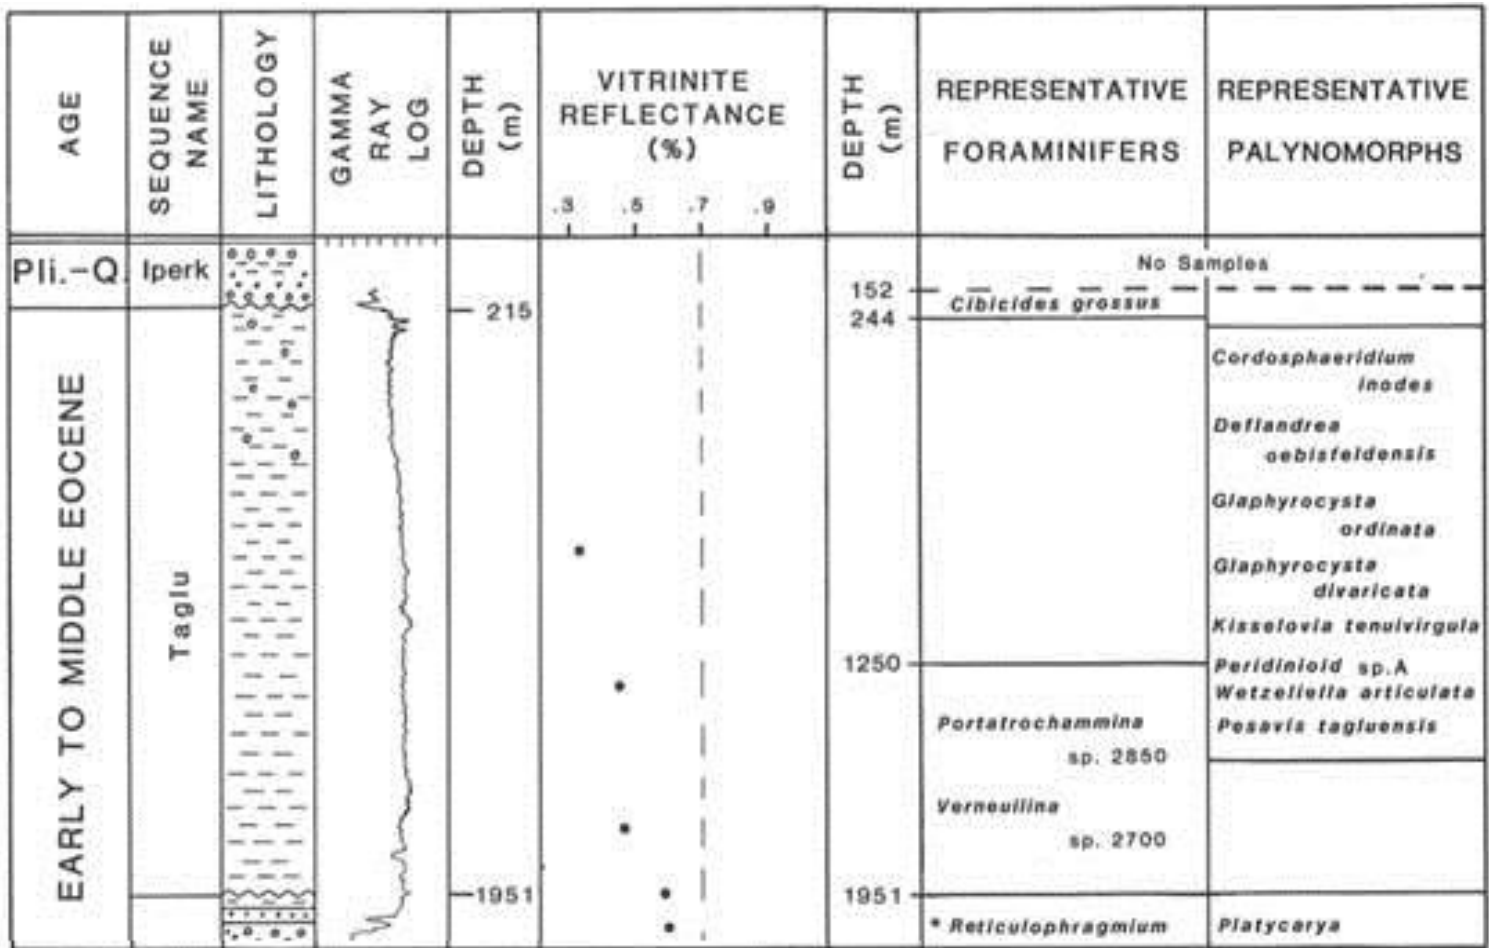 AGE
SEQUENCE
NAME
LITHOLOGY
GAMMA
RAY
LOG
DEPTH
(m)
VITRINITE
REFLECTANCE
(%)
.3 .5 .7 .9
DEPTH
(m)
REPRESENTATIVE
FORAMINIFERS
REPRESENTATIVE
PALYNOMORPHS
Pli.-Q.
Iperk
EARLY TO MIDDLE EOCENE
Taglu
215
1951
152
244
1250
1951
No Samples
Cibicides grossus
Portatrochammina
sp. 2850
Verneuilina
sp. 2700
* Reticulophragmium
Cordosphaeridium
inodes
Deflandrea
oebisfeldensis
Glaphyrocysta
ordinata
Glaphyrocysta
divaricata
Kisselovia tenuivirgula
Peridinioid sp.A
Wetzeliella articulata
Pesavis tagluensis
Platycarya